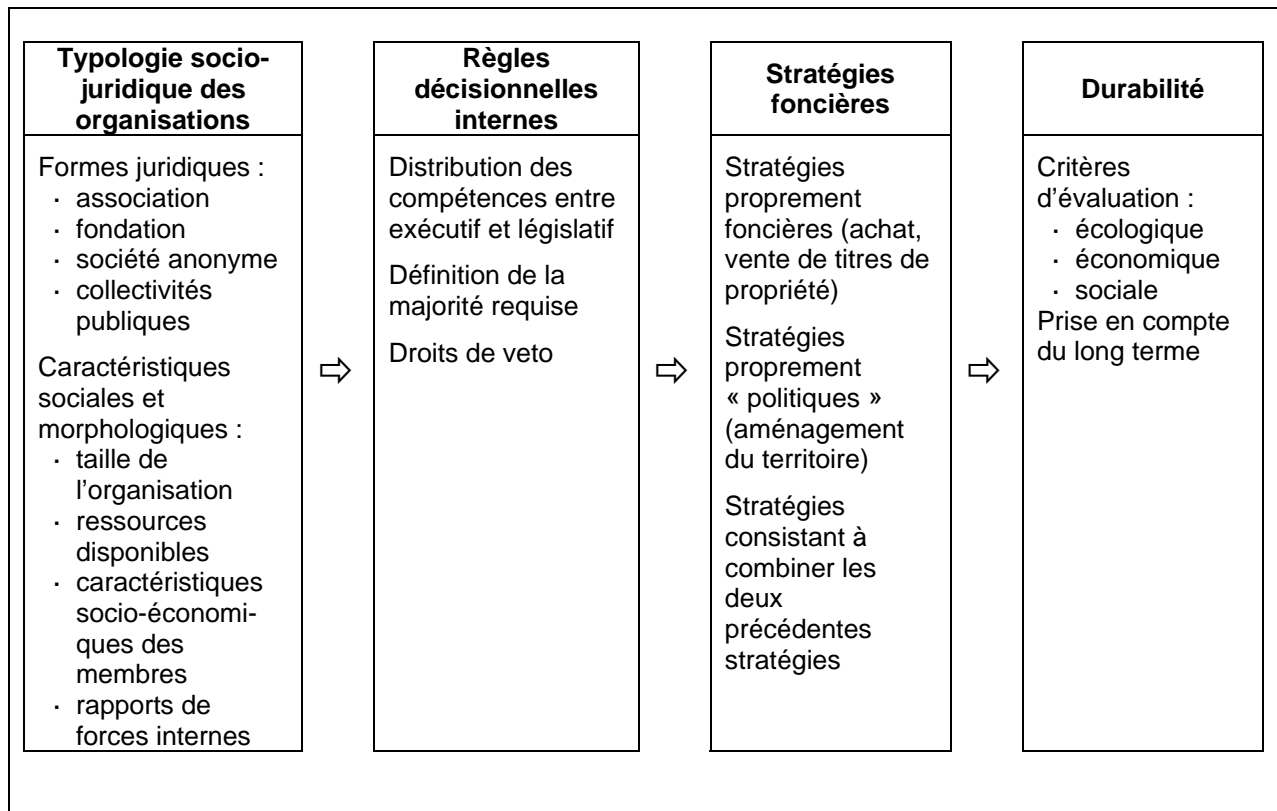 Typologie socio-
juridique des
organisations
Formes juridiques :
· association
· fondation
· société anonyme
· collectivités
publiques
Caractéristiques
sociales et
morphologiques :
· taille de
l'organisation
· ressources
disponibles
· caractéristiques
socio-économi-
ques des
membres
· rapports de
forces internes
⇨
Règles
décisionnelles
internes
Distribution des
compétences entre
exécutif et législatif
Définition de la
majorité requise
Droits de veto
⇨
Stratégies
foncières
Stratégies
proprement
foncières (achat,
vente de titres de
propriété)
Stratégies
proprement
« politiques »
(aménagement
du territoire)
Stratégies
consistant à
combiner les
deux
précédentes
stratégies
⇨
Durabilité
Critères
d'évaluation :
· écologique
· économique
· sociale
Prise en compte
du long terme